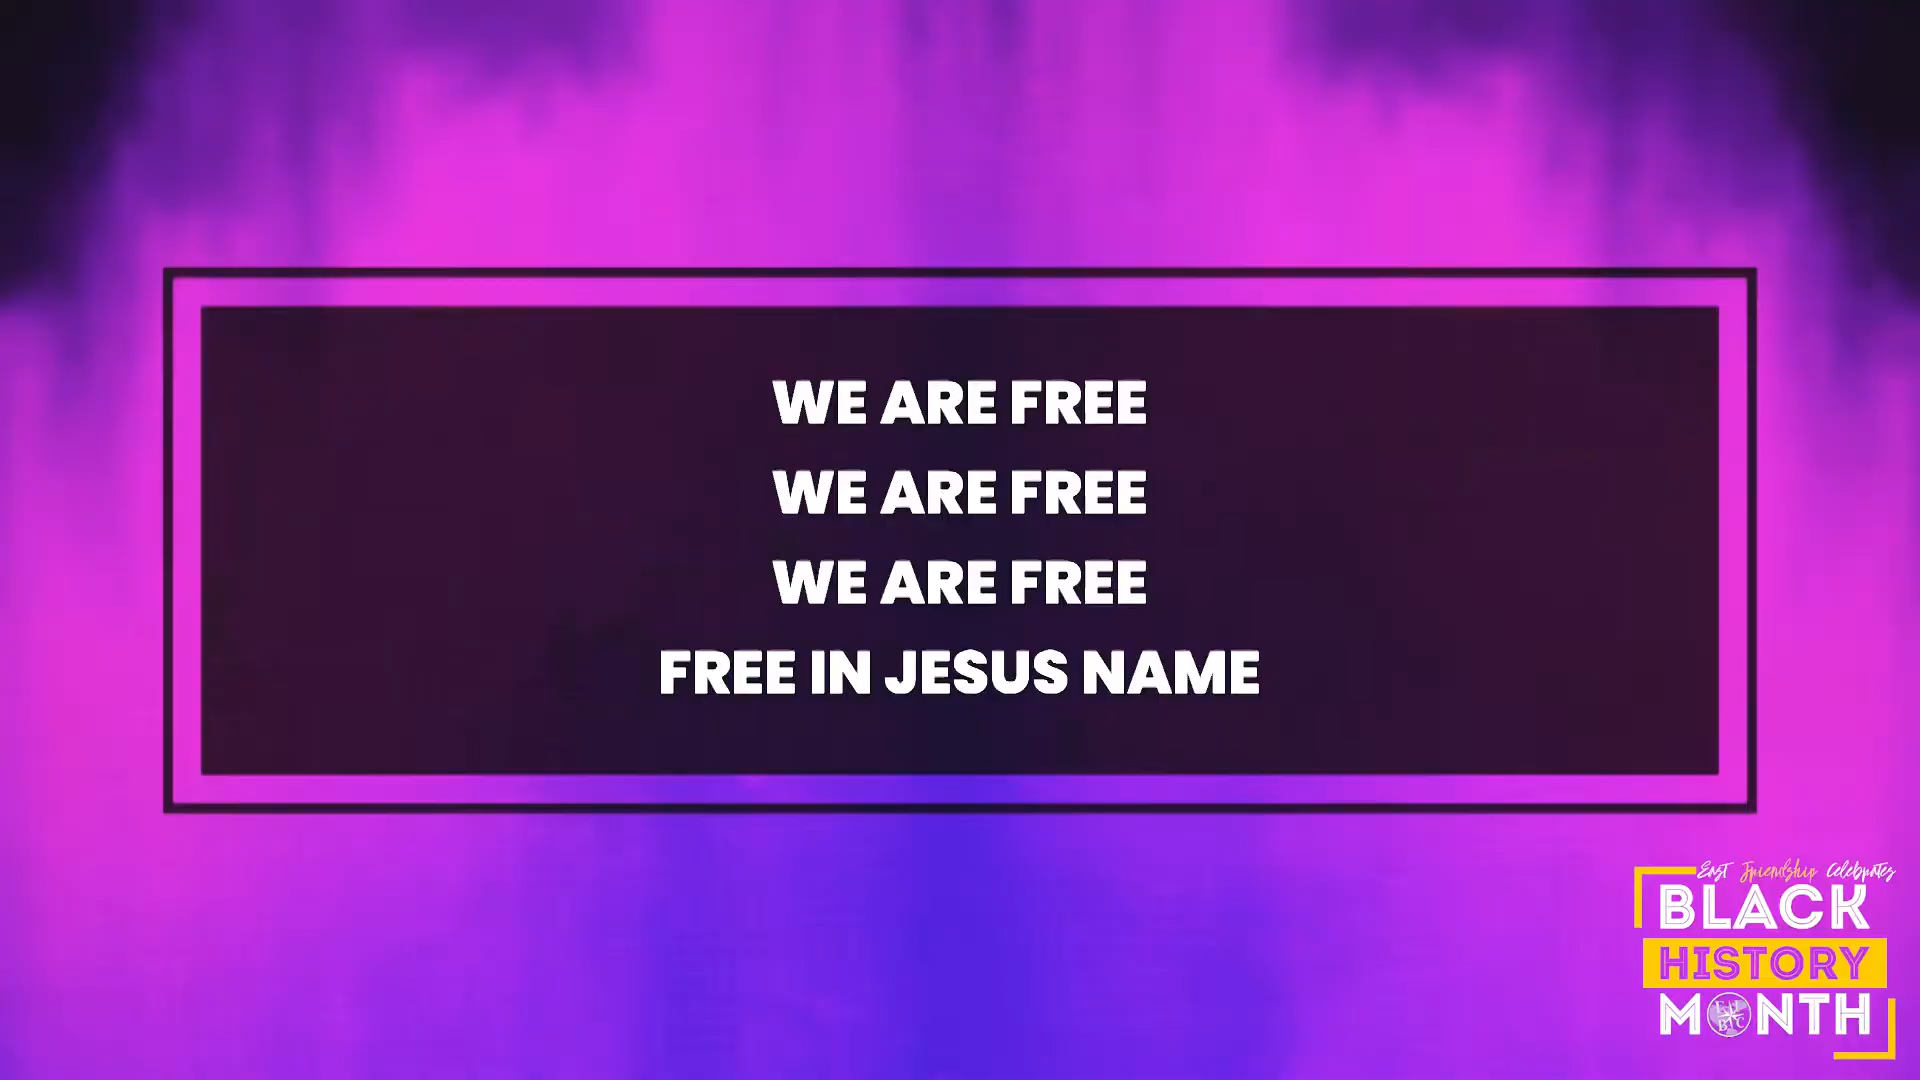 WE ARE FREE
WE ARE FREE
WE ARE FREE
FREE IN JESUS NAME
East Friendship Celebrates
BLACK
HISTORY
MONTH